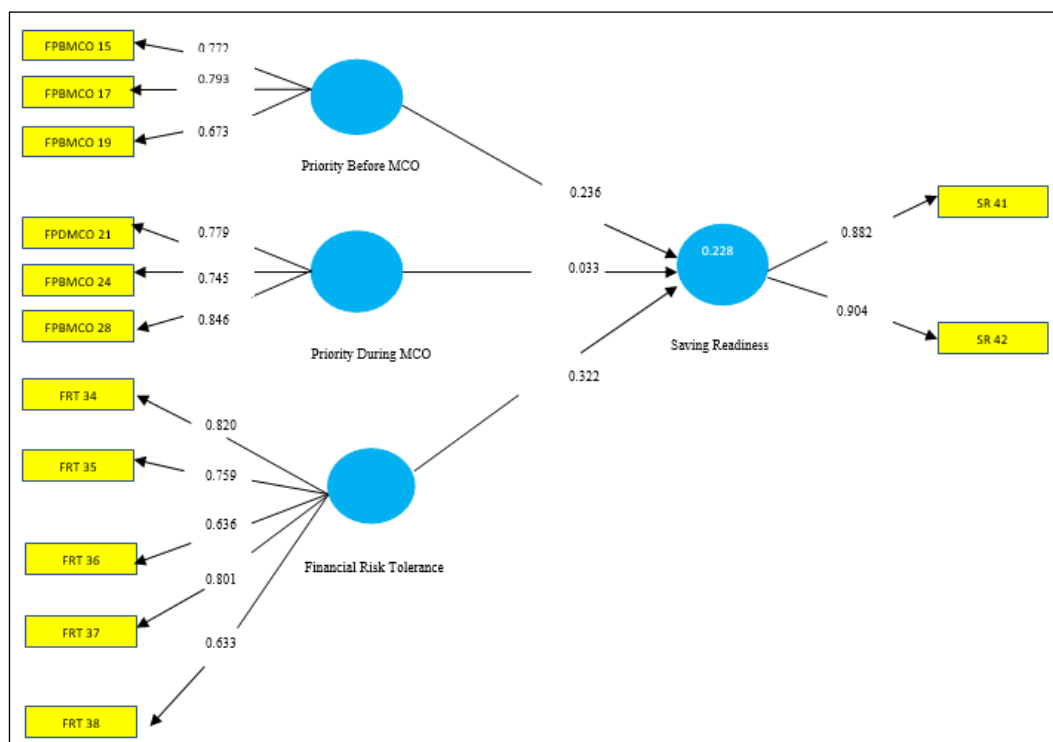 FPBMCO 15
0.772
FPBMCO 17
0.793
FPBMCO 19
0.673
Priority Before MCO
FPDMCO 21
0.779
FPBMCO 24
0.745
FPBMCO 28
0.846
Priority During MCO
FRT 34
0.820
FRT 35
0.759
FRT 36
0.636
FRT 37
0.801
FRT 38
0.633
Financial Risk Tolerance
0.236
0.033
0.322
0.228
Saving Readiness
0.882
SR 41
0.904
SR 42